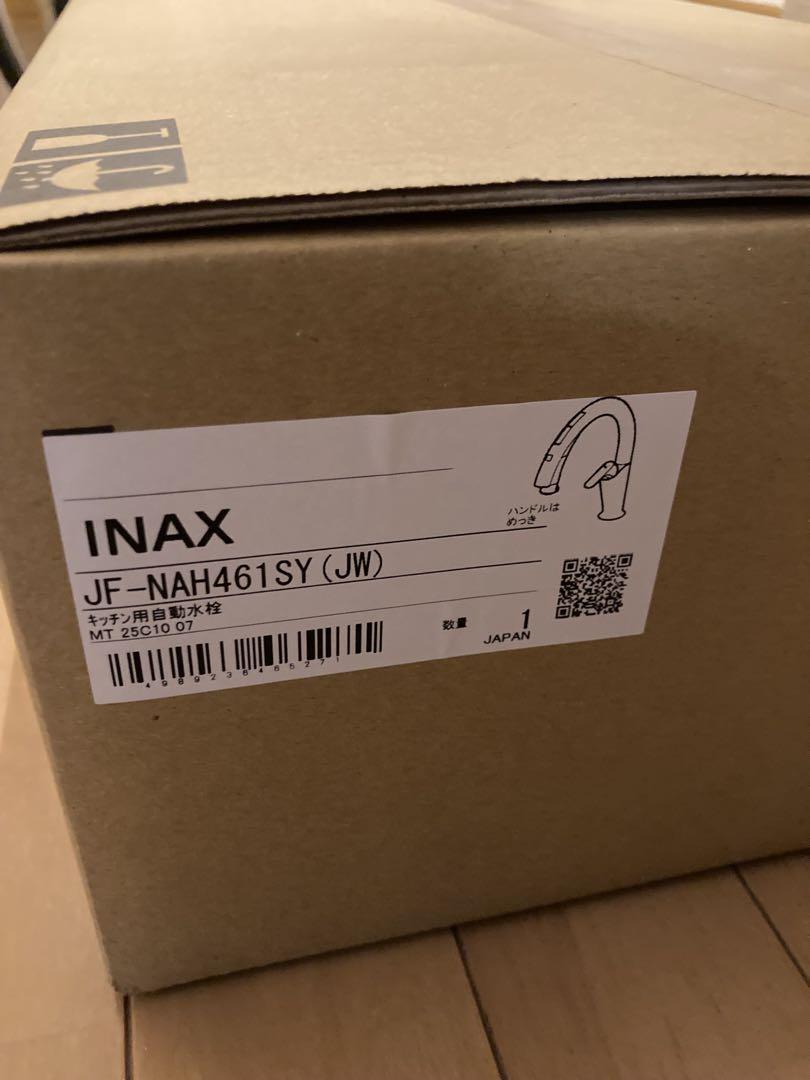 ハンドルは
めっき
INAX
JF-NAH461SY(JW)
キッチン用自動水栓
MT 25C10 07
数量 1
JAPAN
4989236465271